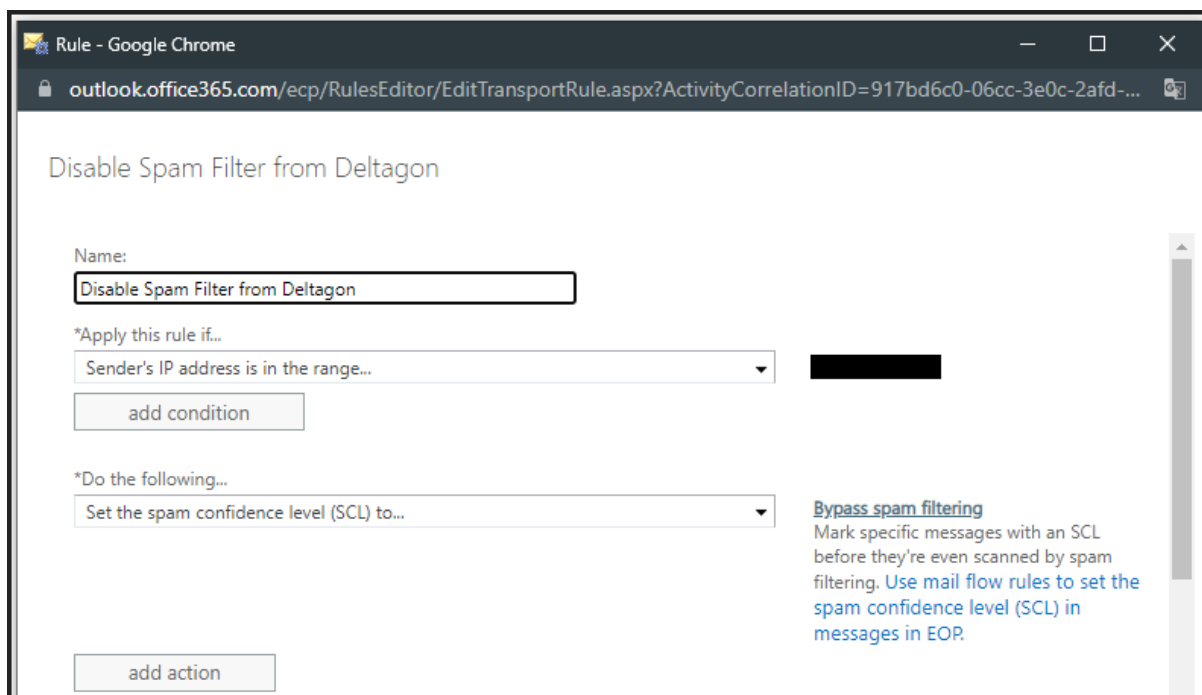 Rule - Google Chrome
outlook.office365.com/ecp/RulesEditor/EditTransportRule.aspx?ActivityCorrelationID=917bd6c0-06cc-3e0c-2afd-...
Disable Spam Filter from Deltagon
Name:
Disable Spam Filter from Deltagon
*Apply this rule if...
Sender's IP address is in the range...
add condition
*Do the following...
Set the spam confidence level (SCL) to...
Bypass spam filtering
Mark specific messages with an SCL
before they're even scanned by spam
filtering. Use mail flow rules to set the
spam confidence level (SCL) in
messages in EOP.
add action